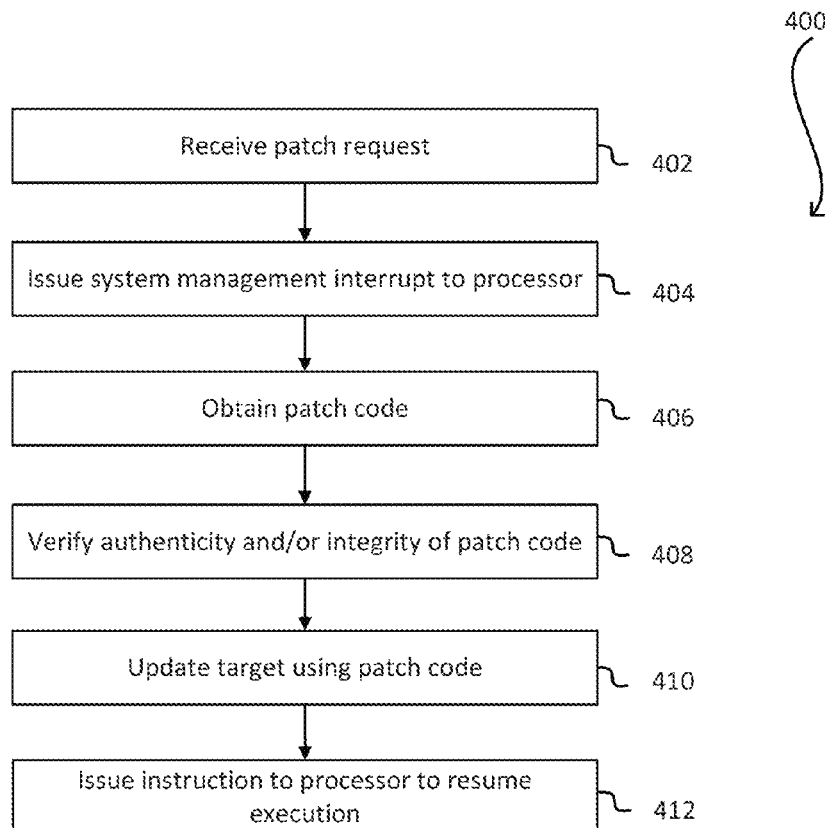 400
Receive patch request
402
Issue system management interrupt to processor
404
Obtain patch code
406
Verify authenticity and/or integrity of patch code
408
Update target using patch code
410
Issue instruction to processor to resume
execution
412